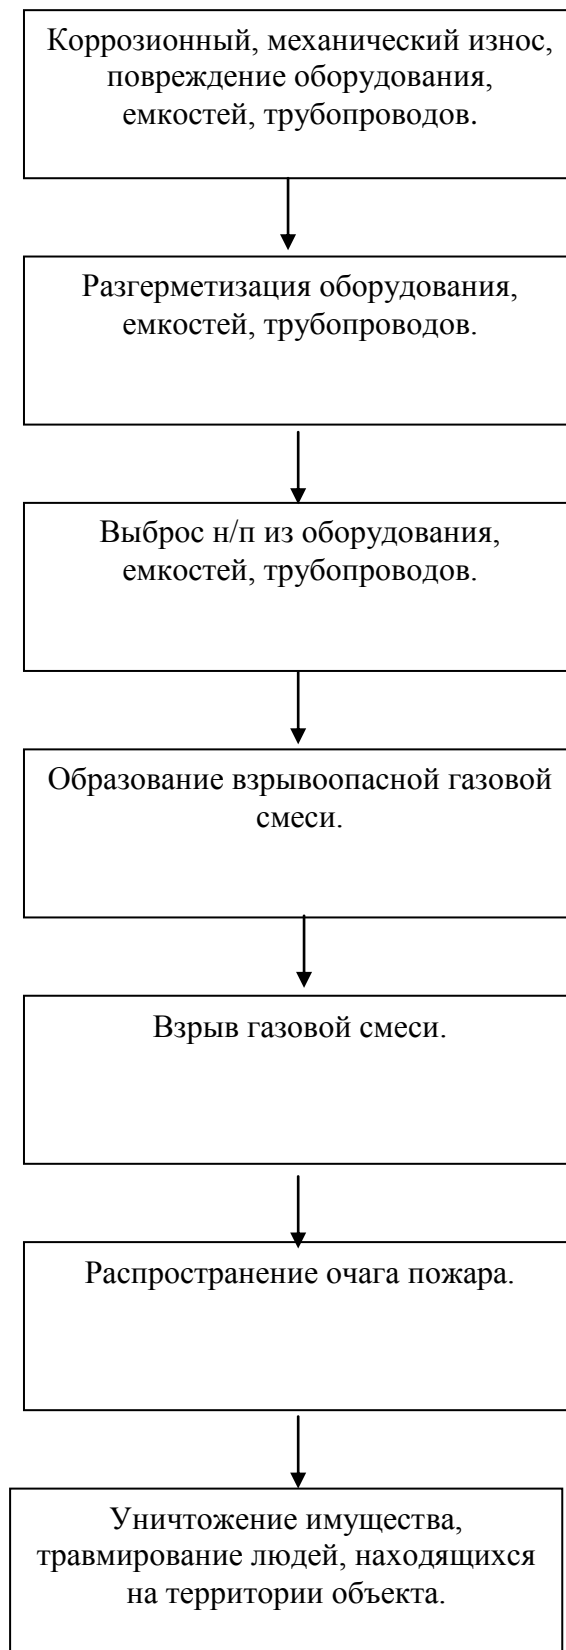 Коррозионный, механический износ,
повреждение оборудования,
емкостей, трубопроводов.
Разгерметизация оборудования,
емкостей, трубопроводов.
Выброс н/п из оборудования,
емкостей, трубопроводов.
Образование взрывоопасной газовой
смеси.
Взрыв газовой смеси.
Распространение очага пожара.
Уничтожение имущества,
травмирование людей, находящихся
на территории объекта.